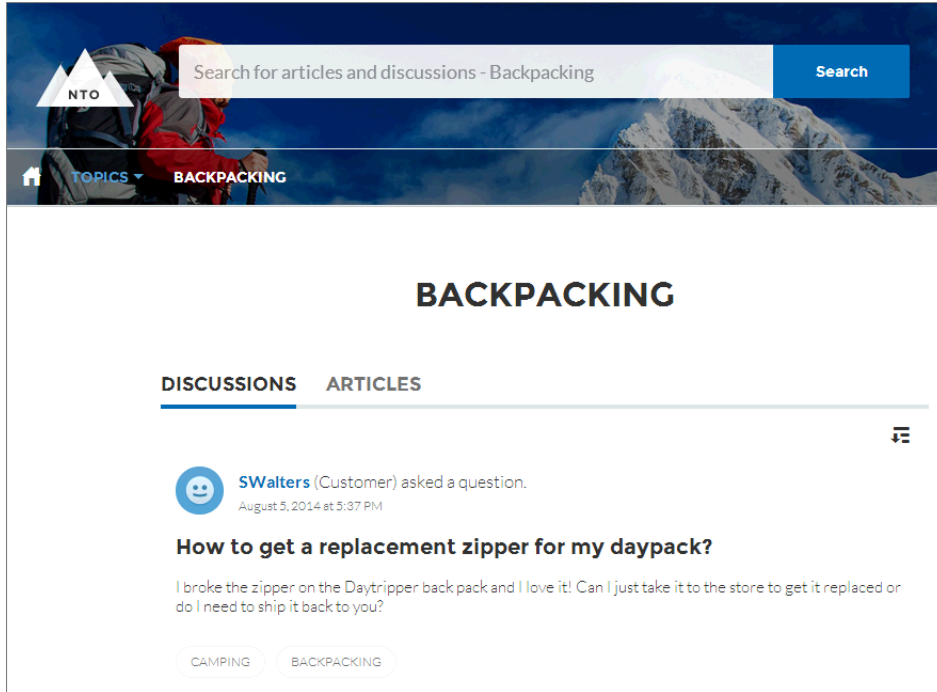 NTO
Search for articles and discussions - Backpacking
Search
TOPICS
BACKPACKING
BACKPACKING
DISCUSSIONS
ARTICLES
SWalters (Customer) asked a question.
August 5, 2014 at 5:37 PM
How to get a replacement zipper for my daypack?
I broke the zipper on the Daytripper back pack and I love it! Can I just take it to the store to get it replaced or
do I need to ship it back to you?
CAMPING
BACKPACKING